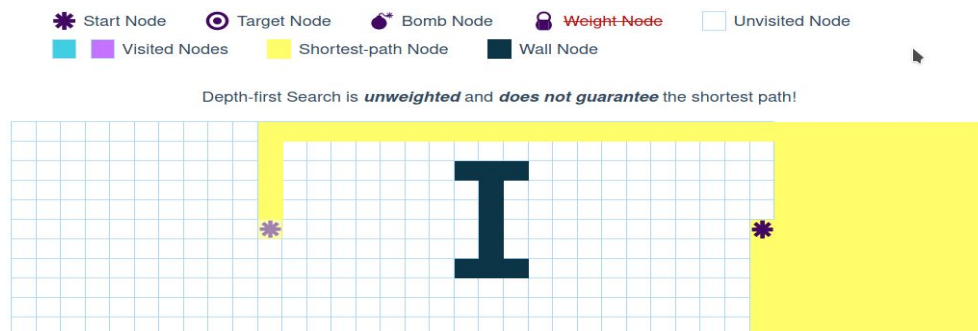 Start Node Target Node Bomb Node Weight Node Unvisited Node
Visited Nodes Shortest-path Node Wall Node
Depth-first Search is unweighted and does not guarantee the shortest path!